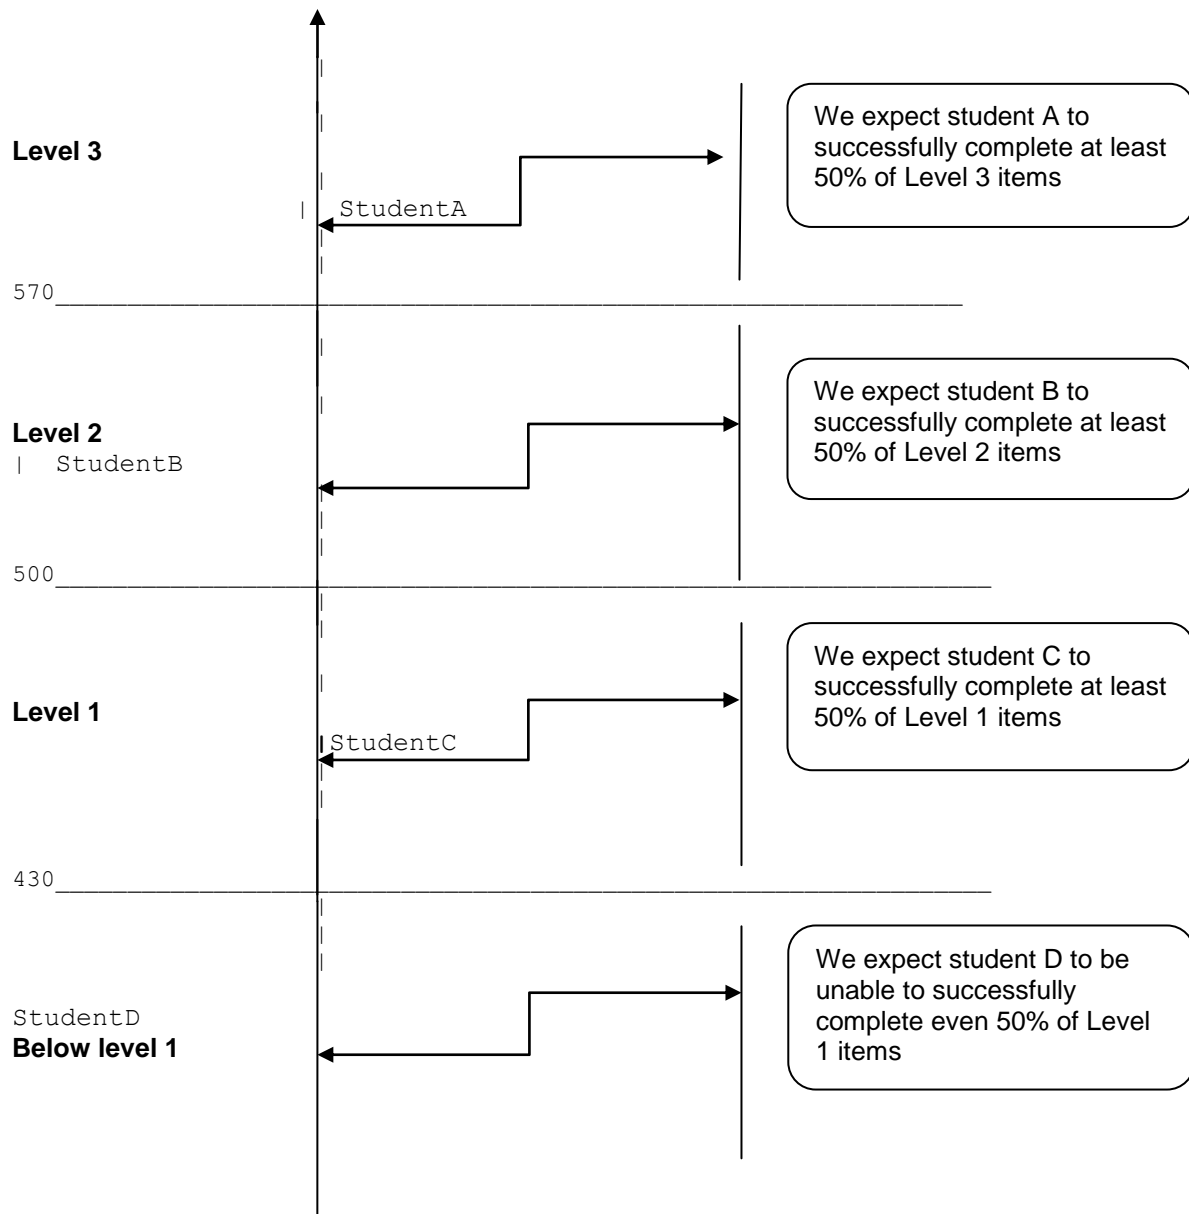 We expect student A to
successfully complete at least
50% of Level 3 items
Level 3
| StudentA
570_______________________________________________________________
We expect student B to
successfully complete at least
50% of Level 2 items
Level 2
| StudentB
500_________________________________________________________________
We expect student C to
successfully complete at least
50% of Level 1 items
Level 1
|StudentC
430_________________________________________________________________
We expect student D to be
unable to successfully
complete even 50% of Level
1 items
StudentD
Below level 1